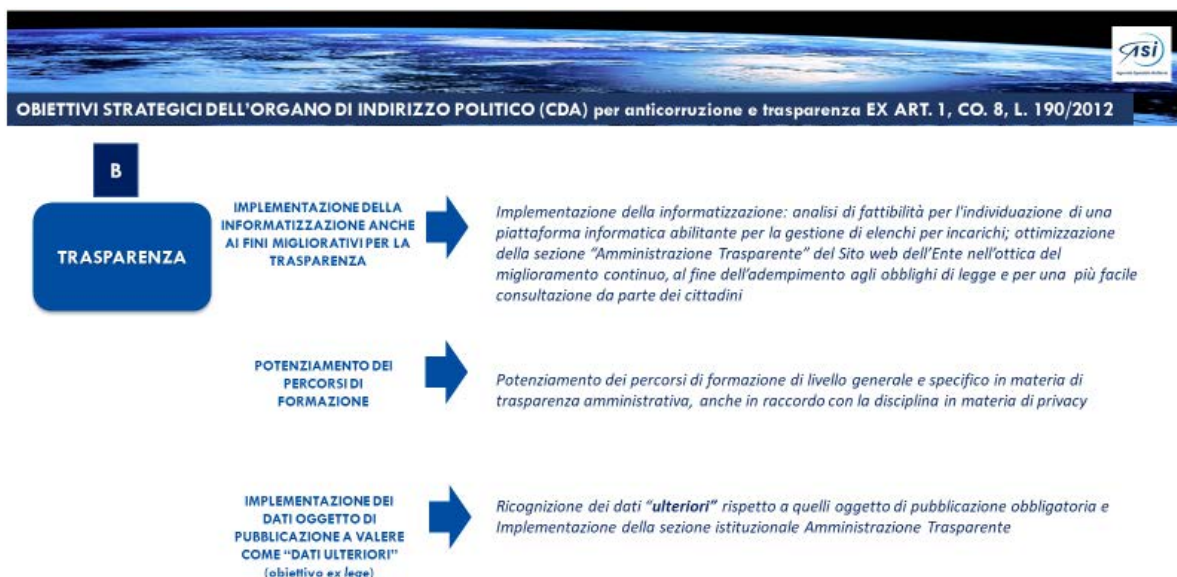 asi
OBIETTIVI STRATEGICI DELL'ORGANO DI INDIRIZZO POLITICO (CDA) per anticorruzione e trasparenza EX ART. 1, CO. 8, L. 190/2012
B
TRASPARENZA
IMPLEMENTAZIONE DELLA
INFORMATIZZAZIONE ANCHE
AI FINI MIGLIORATIVI PER LA
TRASPARENZA
Implementazione della informatizzazione: analisi di fattibilità per l'individuazione di una
piattaforma informatica abilitante per la gestione di elenchi per incarichi; ottimizzazione
della sezione "Amministrazione Trasparente" del Sito web dell'Ente nell'ottica del
miglioramento continuo, al fine dell'adempimento agli obblighi di legge e per una più facile
consultazione da parte dei cittadini
POTENZIAMENTO DEI
PERCORSI DI
FORMAZIONE
Potenziamento dei percorsi di formazione di livello generale e specifico in materia di
trasparenza amministrativa, anche in raccordo con la disciplina in materia di privacy
IMPLEMENTAZIONE DEI
DATI OGGETTO DI
PUBBLICAZIONE A VALERE
COME "DATI ULTERIORI"
(obiettivo ex lege)
Ricognizione dei dati "ulteriori" rispetto a quelli oggetto di pubblicazione obbligatoria e
Implementazione della sezione istituzionale Amministrazione Trasparente